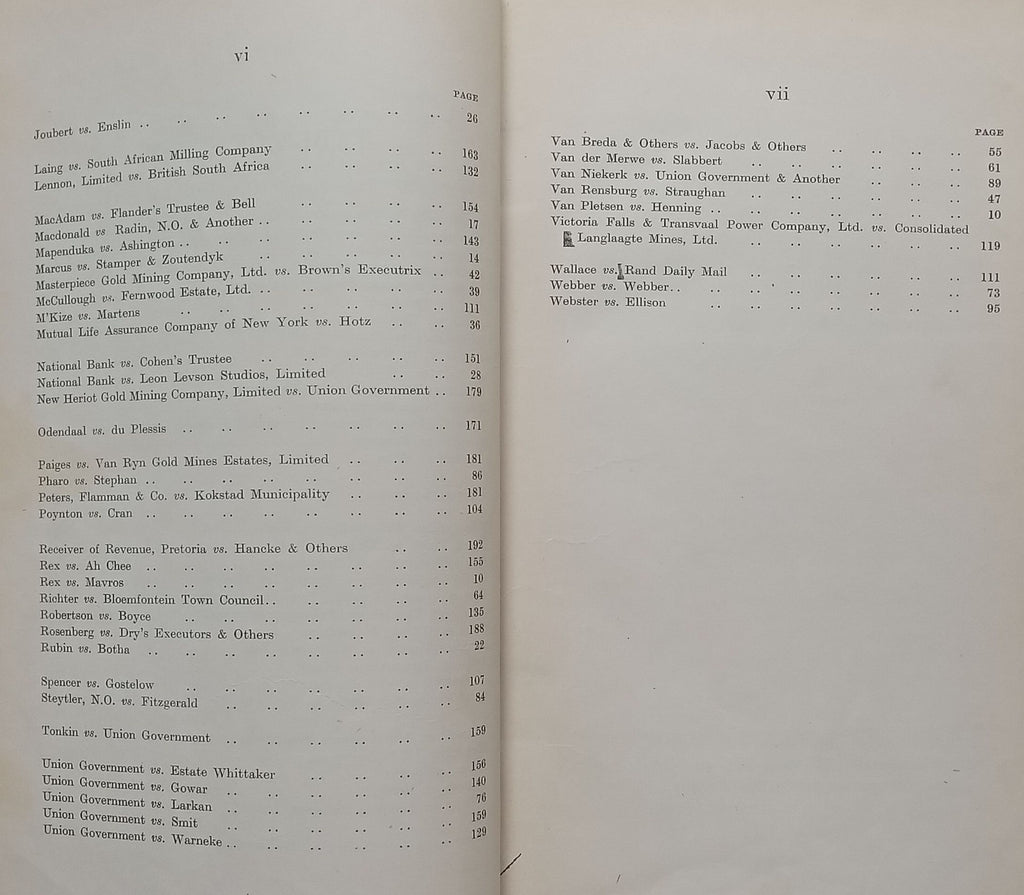 vi
PAGE
Joubert vs. Enslin .. .. .. .. .. .. .. .. 26
Laing vs. South African Milling Company .. .. .. .. 163
Lennon, Limited vs. British South Africa .. .. .. .. 132
MacAdam vs. Flander's Trustee & Bell .. .. .. .. 154
Macdonald vs Radin, N.O. & Another .. .. .. .. .. 17
Mapenduka vs. Ashington .. .. .. .. .. .. .. 143
Marcus vs. Stamper & Zoutendyk .. .. .. .. .. 14
Masterpiece Gold Mining Company, Ltd. vs. Brown's Executrix .. 42
McCullough vs. Fernwood Estate, Ltd. .. .. .. .. .. 39
M'Kize vs. Martens .. .. .. .. .. .. .. 111
Mutual Life Assurance Company of New York vs. Hotz .. .. 36
National Bank vs. Cohen's Trustee .. .. .. .. .. 151
National Bank vs. Leon Levson Studios, Limited .. .. 28
New Heriot Gold Mining Company, Limited vs. Union Government .. 179
Odendaal vs. du Plessis .. .. .. .. .. .. .. 171
Paiges vs. Van Ryn Gold Mines Estates, Limited .. .. .. 181
Pharo vs. Stephan .. .. .. .. .. .. .. .. 86
Peters, Flamman & Co. vs. Kokstad Municipality .. .. .. 181
Poynton vs. Cran .. .. .. .. .. .. .. .. 104
Receiver of Revenue, Pretoria vs. Hancke & Others .. .. 192
Rex vs. Ah Chee .. .. .. .. .. .. .. .. 155
Rex vs. Mavros .. .. .. .. .. .. .. .. 10
Richter vs. Bloemfontein Town Council.. .. .. .. .. 64
Robertson vs. Boyce .. .. .. .. .. .. .. 135
Rosenberg vs. Dry's Executors & Others .. .. .. .. 188
Rubin vs. Botha .. .. .. .. .. .. .. .. 22
Spencer vs. Gostelow .. .. .. .. .. .. .. 107
Steytler, N.O. vs. Fitzgerald .. .. .. .. .. .. 84
Tonkin vs. Union Government .. .. .. .. .. .. 159
Union Government vs. Estate Whittaker .. .. .. .. 156
Union Government vs. Gowar .. .. .. .. .. .. 140
Union Government vs. Larkan .. .. .. .. .. .. 76
Union Government vs. Smit .. .. .. .. .. .. 159
Union Government vs. Warneke .. .. .. .. .. .. 129
vii
PAGE
Van Breda & Others vs. Jacobs & Others .. .. .. .. 55
Van der Merwe vs. Slabbert .. .. .. .. .. .. 61
Van Niekerk vs. Union Government & Another .. .. .. 89
Van Rensburg vs. Straughan .. .. .. .. .. .. 47
Van Pletsen vs. Henning .. .. .. .. .. .. .. 10
Victoria Falls & Transvaal Power Company, Ltd. vs. Consolidated
Langlaagte Mines, Ltd. .. .. .. .. .. .. 119
Wallace vs. Rand Daily Mail .. .. .. .. .. .. 111
Webber vs. Webber.. .. .. .. .. .. .. .. 73
Webster vs. Ellison .. .. .. .. .. .. .. 95